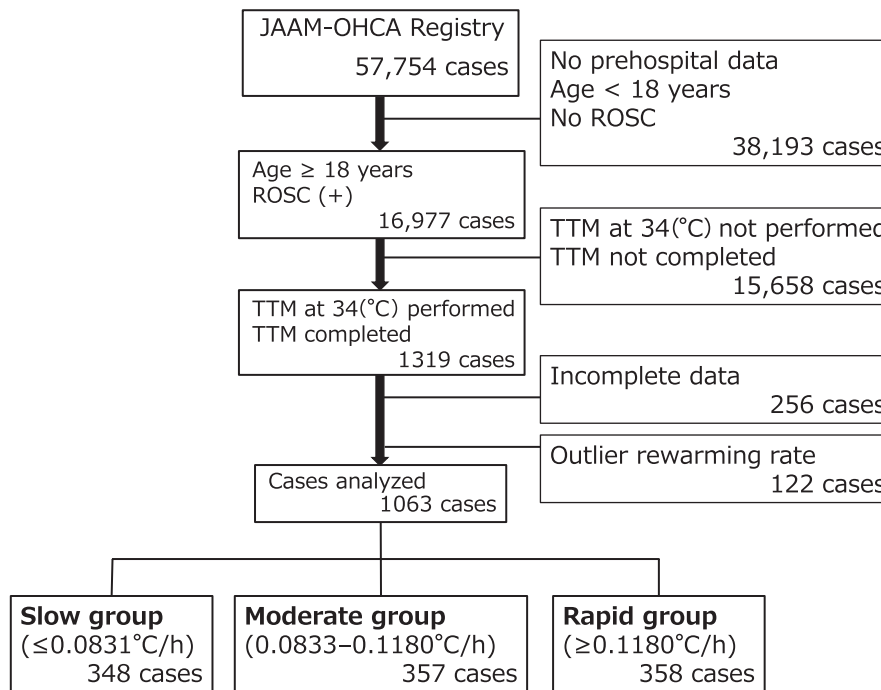 JAAM-OHCA Registry
57,754 cases
No prehospital data
Age < 18 years
No ROSC
38,193 cases
Age ≥ 18 years
ROSC (+)
16,977 cases
TTM at 34(°C) not performed
TTM not completed
15,658 cases
TTM at 34(°C) performed
TTM completed
1319 cases
Incomplete data
256 cases
Outlier rewarming rate
122 cases
Cases analyzed
1063 cases
Slow group
(≤0.0831°C/h)
348 cases
Moderate group
(0.0833–0.1180°C/h)
357 cases
Rapid group
(≥0.1180°C/h)
358 cases